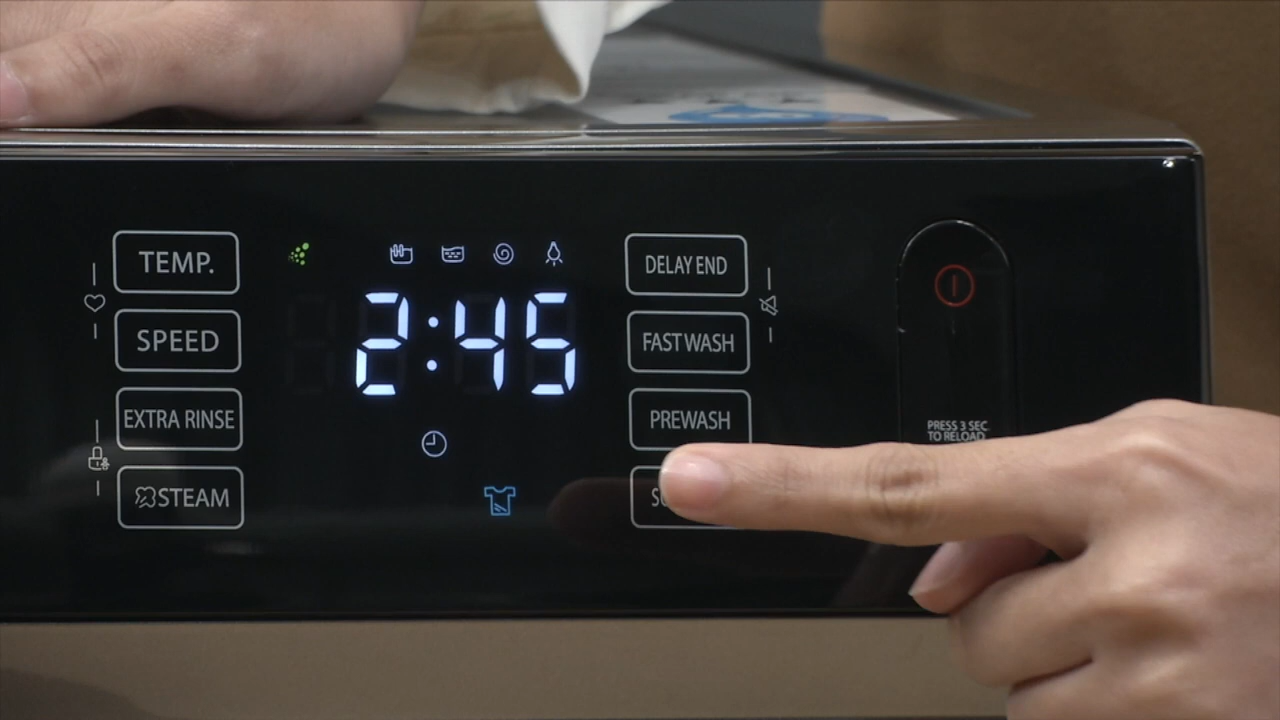 TEMP.
SPEED
EXTRA RINSE
STEAM
2:45
DELAY END
FAST WASH
PREWASH
PRESS 3 SEC
TO RELOAD